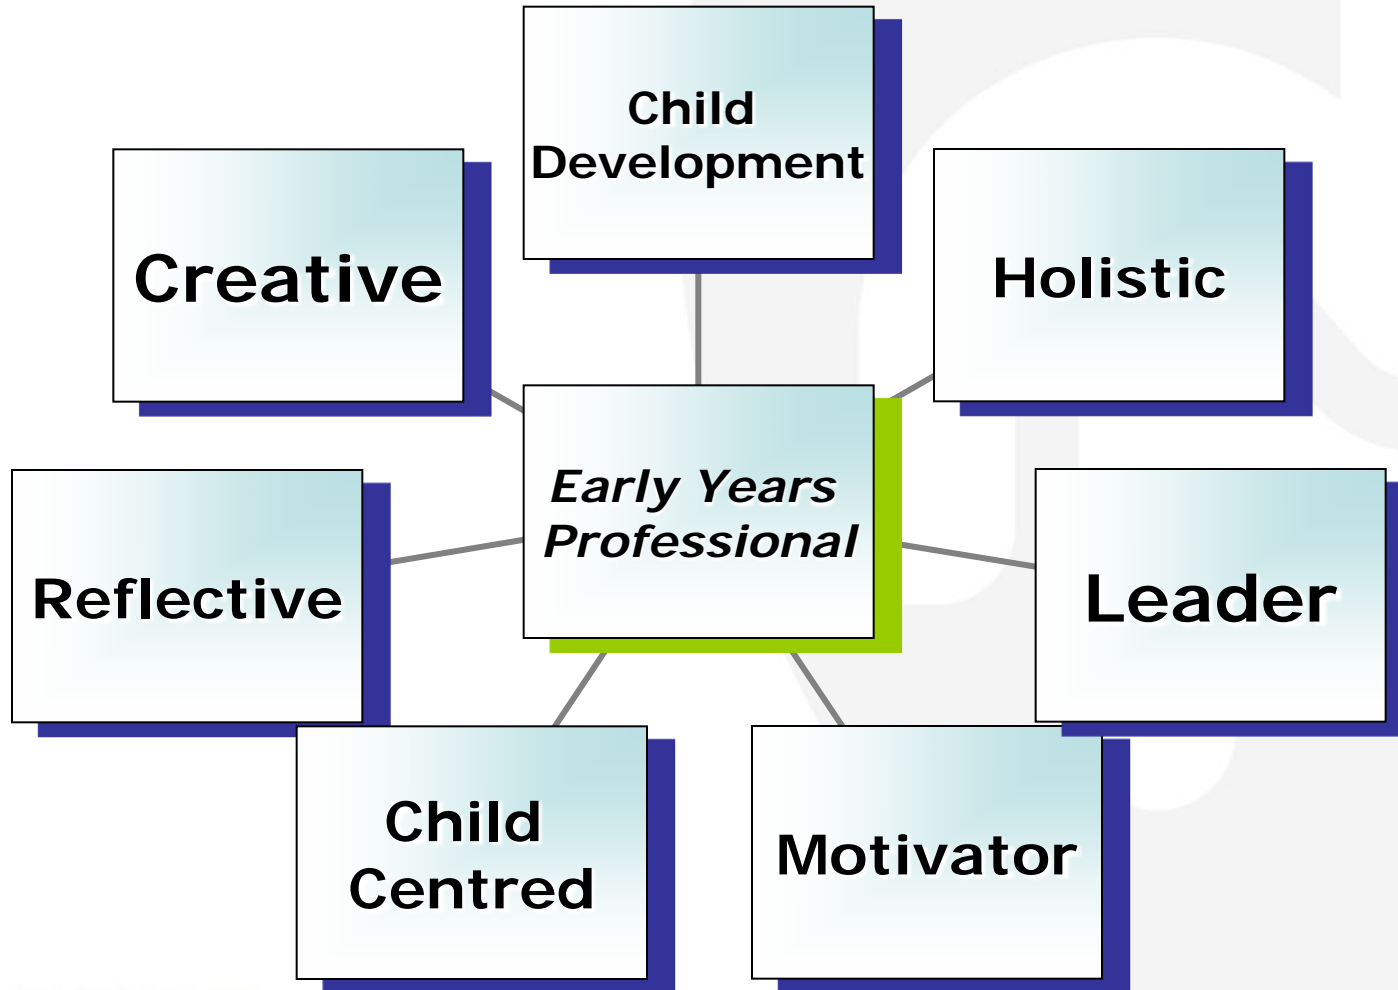 Child
Development
Creative
Holistic
Early Years
Professional
Reflective
Leader
Child
Centred
Motivator